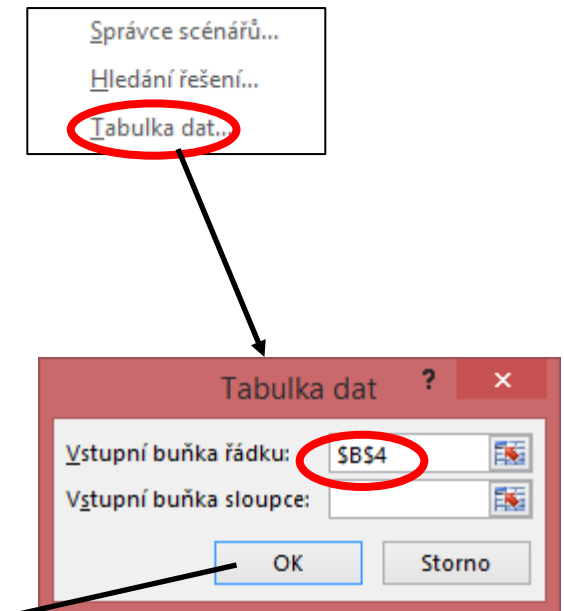 Správce scénářů...
Hledání řešení...
Tabulka dat...
Tabulka dat ? ×
Vstupní buňka řádku: $B$4
Vstupní buňka sloupce:
OK Storno